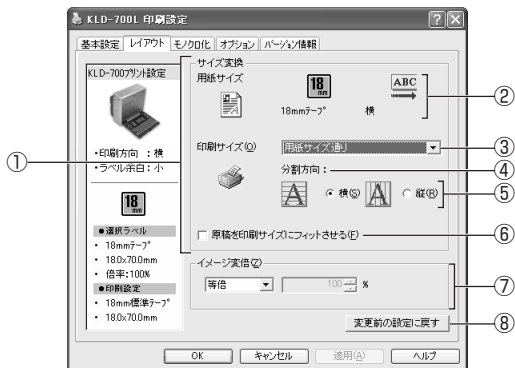 KLD-700L 印刷設定
基本設定 レイアウト モノクロ化 オプション バージョン情報
KLD-700プリント設定
・印刷方向 :横
・ラベル余白:小
18
mm
●選択ラベル
・ 18mmテープ
・ 18.0x70.0mm
・ 倍率:100%
●印刷設定
・ 18mm標準テープ
・ 18.0x70.0mm
サイズ変換
用紙サイズ
18
mm
18mmテープ
ABC
横
印刷サイズ(O)
用紙サイズ通り
分割方向:
A
横(S)
A
縦(R)
原稿を印刷サイズにフィットさせる(F)
イメージ変倍(Z)
等倍
100 %
変更前の設定に戻す
OK キャンセル 適用(A) ヘルプ
①
②
③
④
⑤
⑥
⑦
⑧